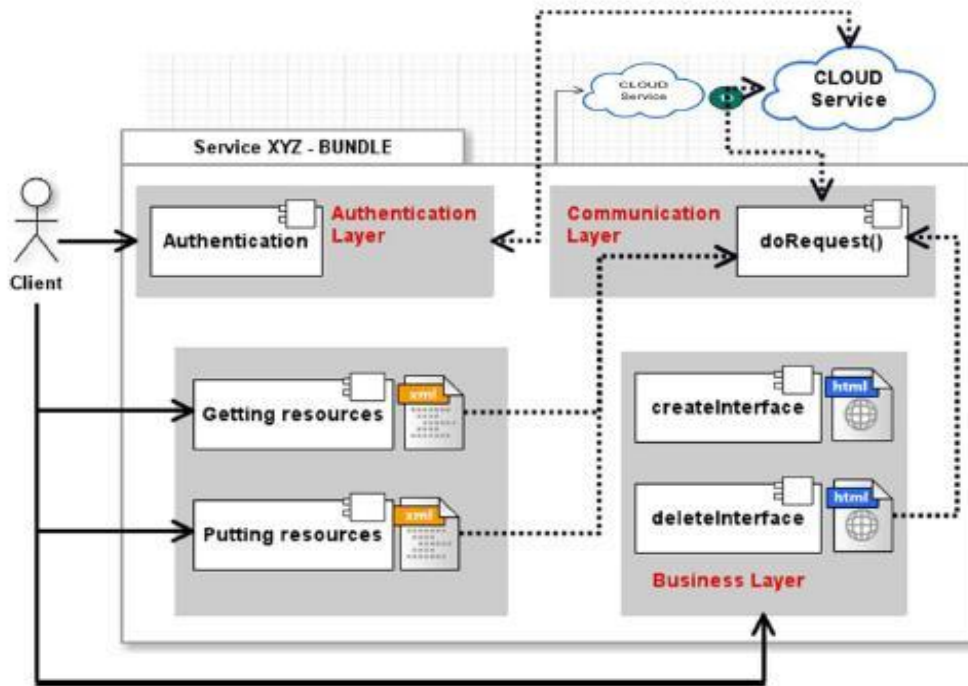 CLOUD
Service
CLOUD
Service
Service XYZ - BUNDLE
Authentication
Authentication
Layer
Communication
Layer
doRequest()
Client
Getting resources
xml
Putting resources
xml
createInterface
html
deleteInterface
html
Business Layer